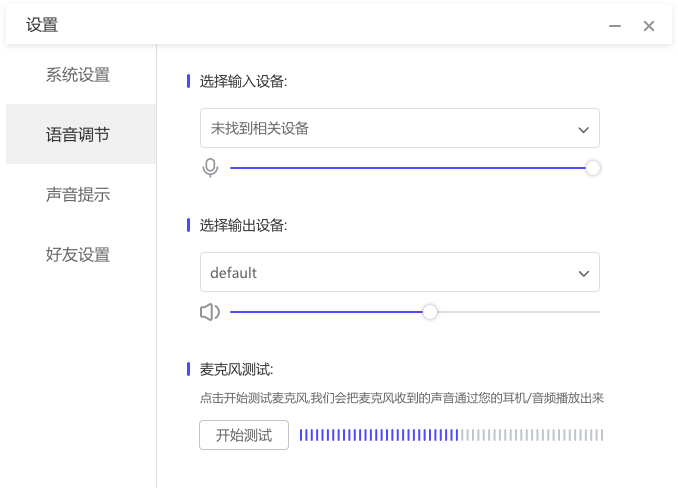 设置
系统设置
语音调节
声音提示
好友设置
选择输入设备:
未找到相关设备
选择输出设备:
default
麦克风测试:
点击开始测试麦克风,我们会把麦克风收到的声音通过您的耳机/音频播放出来
开始测试